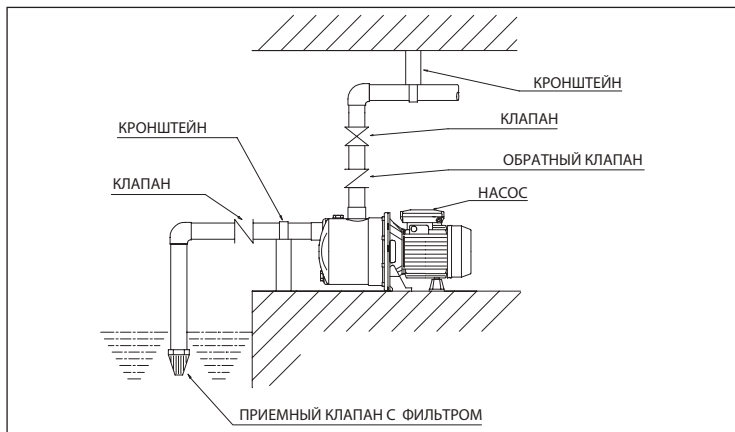 КРОНШТЕЙН
КЛАПАН
КРОНШТЕЙН
ОБРАТНЫЙ КЛАПАН
КЛАПАН
НАСОС
ПРИЕМНЫЙ КЛАПАН С ФИЛЬТРОМ